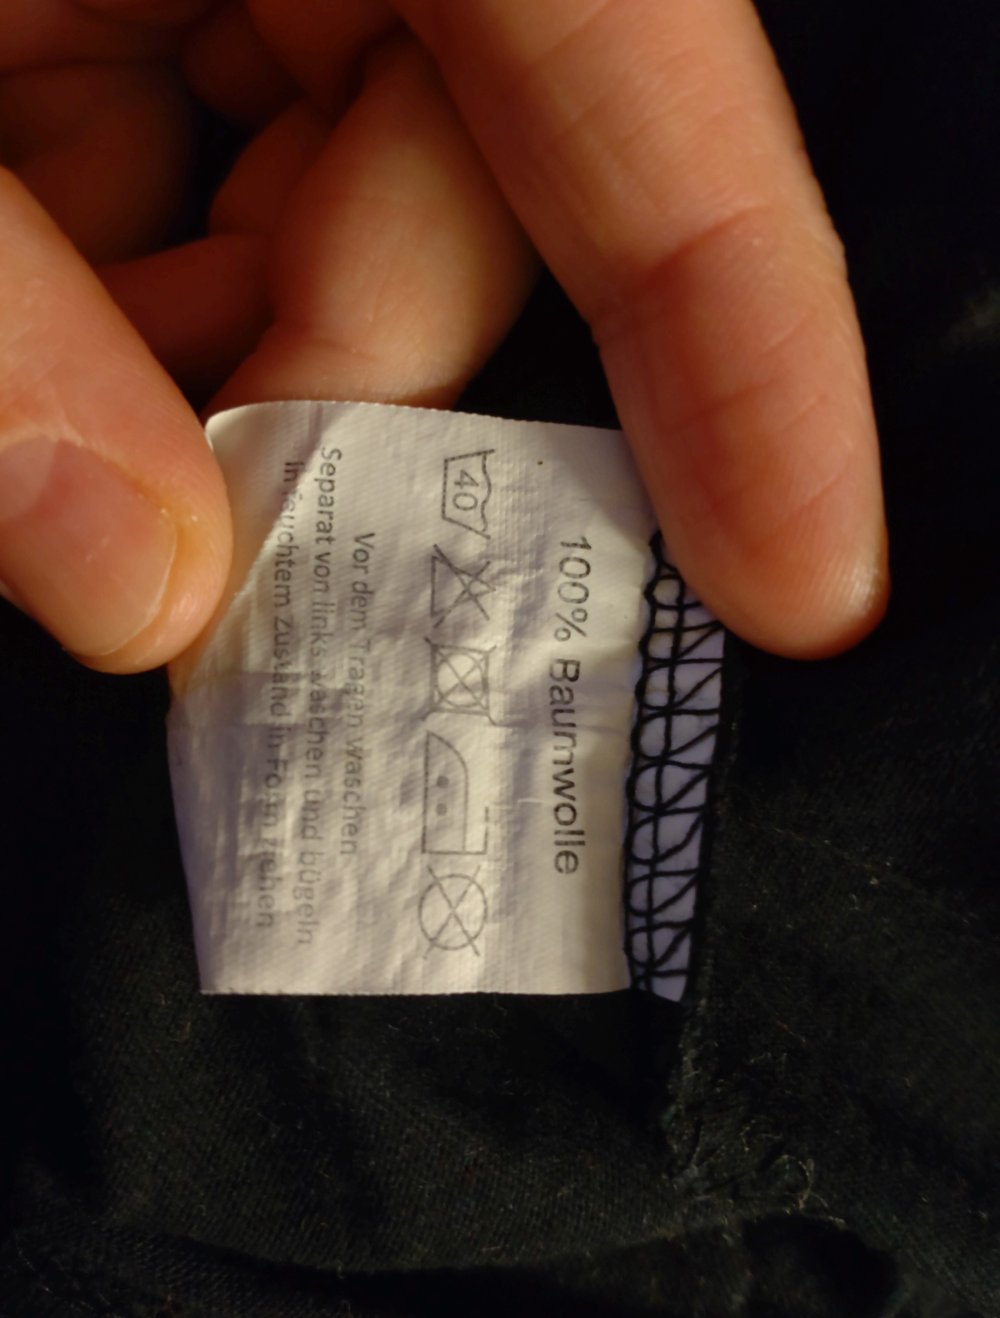 100% Baumwolle
40
Vor dem Tragen waschen
Separat von links waschen und bügeln
In feuchtem Zustand in Form ziehen